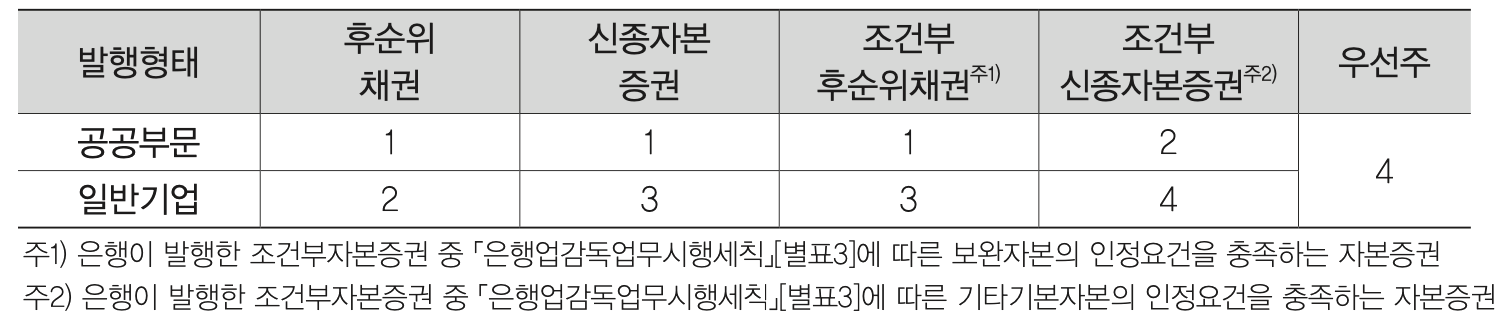 발행형태 후순위 채권 신종자본 증권 조건부 후순위채권주1) 조건부 신종자본증권주2) 우선주
공공부문 1 1 1 2 4
일반기업 2 3 3 4
주1) 은행이 발행한 조건부자본증권 중 「은행업감독업무시행세칙」[별표3]에 따른 보완자본의 인정요건을 충족하는 자본증권
주2) 은행이 발행한 조건부자본증권 중 「은행업감독업무시행세칙」[별표3]에 따른 기타기본자본의 인정요건을 충족하는 자본증권